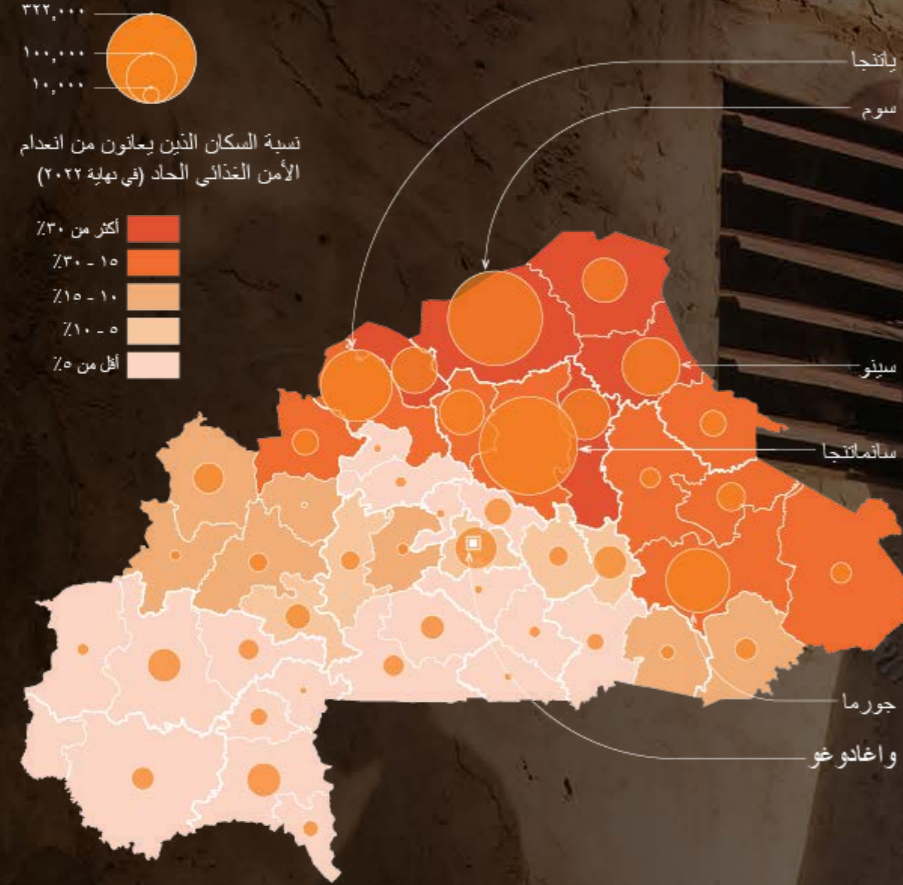 ٣٢٢,٠٠٠
١٠٠,٠٠٠
١٠,٠٠٠
نسبة السكان الذين يعانون من انعدام
الأمن الغذائي الحاد (في نهاية ٢٠٢٢)
أكثر من ٣٠٪
١٥ - ٣٠٪
١٠ - ١٥٪
٥ - ١٠٪
أقل من ٥٪
ياتنجا
سوم
سينو
سانماتنجا
جورما
واغادوغو